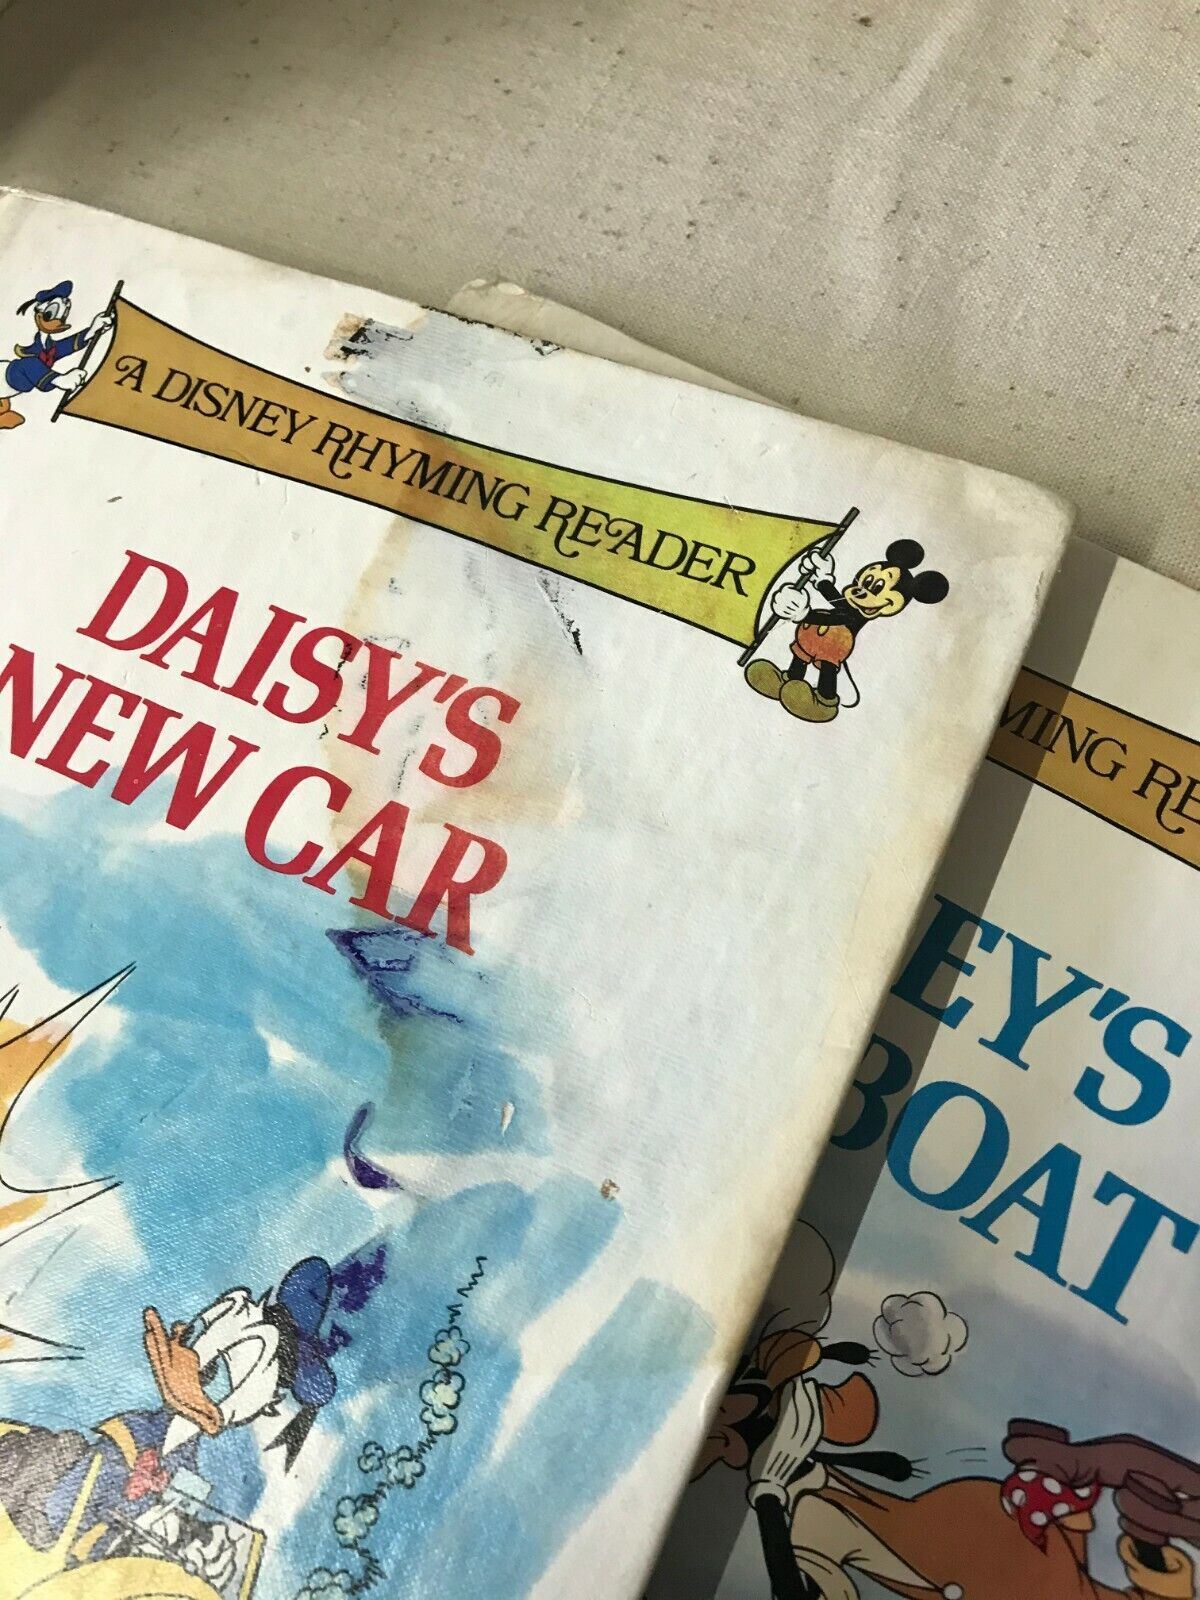 A DISNEY RHYMING READER
DAISY'S
NEW CAR
MING RE
EY'S
BOAT